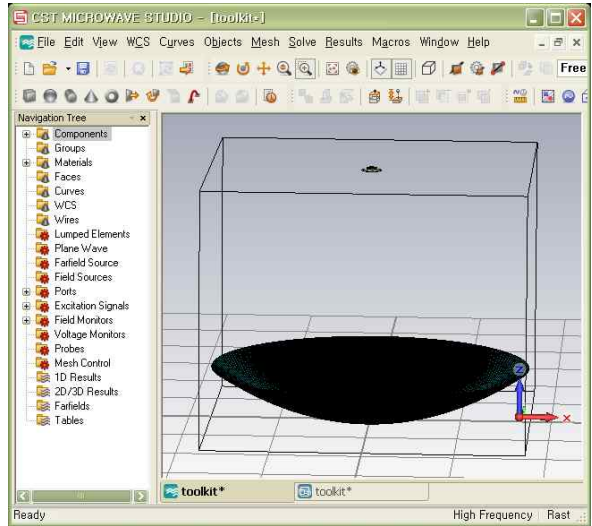 CST MICROWAVE STUDIO - [toolkit*]
File Edit View WCS Curves Objects Mesh Solve Results Macros Window Help
Free
Navigation Tree
Components
Groups
Materials
Faces
Curves
WCS
Wires
Lumped Elements
Plane Wave
Farfield Source
Field Sources
Ports
Excitation Signals
Field Monitors
Voltage Monitors
Probes
Mesh Control
1D Results
2D/3D Results
Farfields
Tables
z
x
toolkit* toolkit*
Ready High Frequency Rast